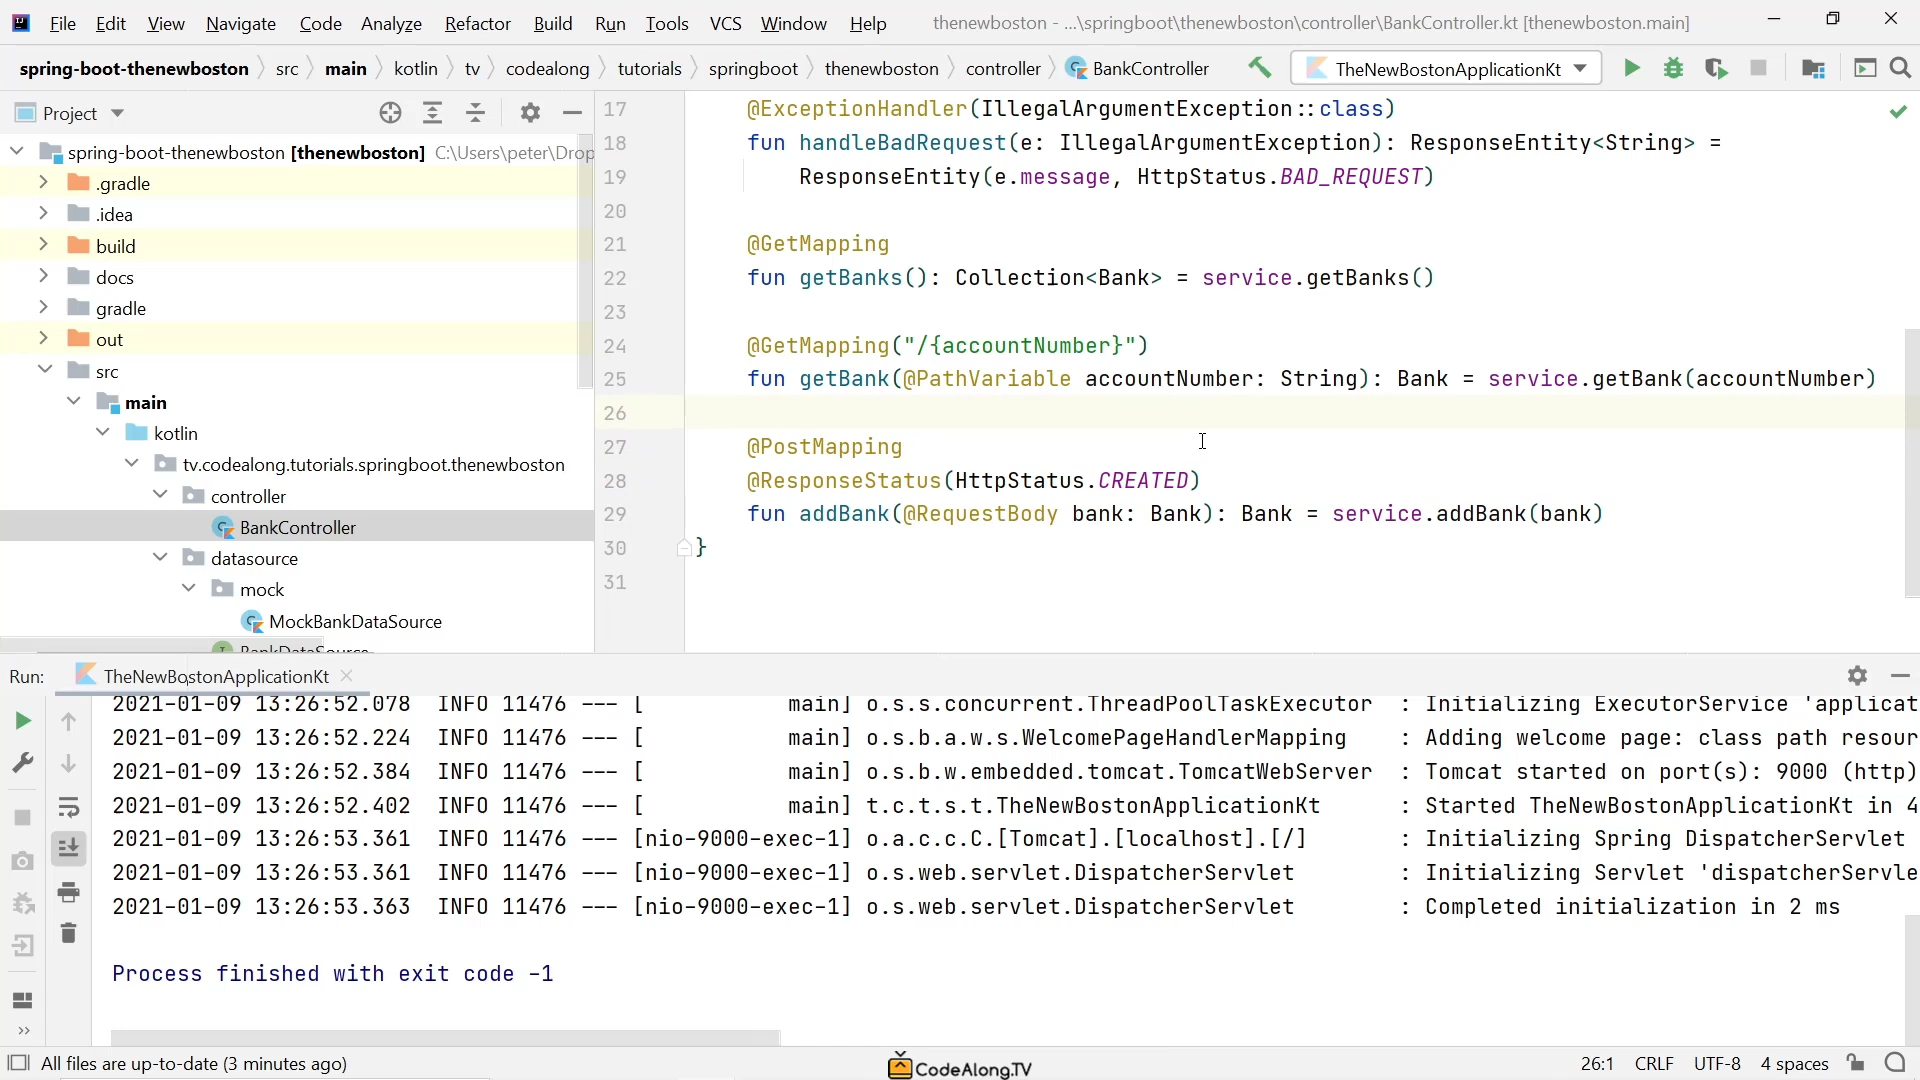 File Edit View Navigate Code Analyze Refactor Build Run Tools VCS Window Help thenewboston - ...\springboot\thenewboston\controller\BankController.kt [thenewboston.main]
spring-boot-thenewboston src main kotlin tv codealong tutorials springboot thenewboston controller BankController TheNewBostonApplicationKt
Project
spring-boot-thenewboston [thenewboston] C:\Users\peter\Drop
.gradle
.idea
build
docs
gradle
out
src
main
kotlin
tv.codealong.tutorials.springboot.thenewboston
controller
BankController
datasource
mock
MockBankDataSource
BankDataSource
17 @ExceptionHandler(IllegalArgumentException::class)
18 fun handleBadRequest(e: IllegalArgumentException): ResponseEntity<String> =
19 ResponseEntity(e.message, HttpStatus.BAD_REQUEST)
20
21 @GetMapping
22 fun getBanks(): Collection<Bank> = service.getBanks()
23
24 @GetMapping("/{accountNumber}")
25 fun getBank(@PathVariable accountNumber: String): Bank = service.getBank(accountNumber)
26
27 @PostMapping
28 @ResponseStatus(HttpStatus.CREATED)
29 fun addBank(@RequestBody bank: Bank): Bank = service.addBank(bank)
30 }
31
Run: TheNewBostonApplicationKt
2021-01-09 13:26:52.078 INFO 11476 --- [ main] o.s.s.concurrent.ThreadPoolTaskExecutor : Initializing ExecutorService 'applicat
2021-01-09 13:26:52.224 INFO 11476 --- [ main] o.s.b.a.w.s.WelcomePageHandlerMapping : Adding welcome page: class path resour
2021-01-09 13:26:52.384 INFO 11476 --- [ main] o.s.b.w.embedded.tomcat.TomcatWebServer : Tomcat started on port(s): 9000 (http)
2021-01-09 13:26:52.402 INFO 11476 --- [ main] t.c.t.s.t.TheNewBostonApplicationKt : Started TheNewBostonApplicationKt in 4
2021-01-09 13:26:53.361 INFO 11476 --- [nio-9000-exec-1] o.a.c.c.C.[Tomcat].[localhost].[/] : Initializing Spring DispatcherServlet
2021-01-09 13:26:53.361 INFO 11476 --- [nio-9000-exec-1] o.s.web.servlet.DispatcherServlet : Initializing Servlet 'dispatcherServle
2021-01-09 13:26:53.363 INFO 11476 --- [nio-9000-exec-1] o.s.web.servlet.DispatcherServlet : Completed initialization in 2 ms
Process finished with exit code -1
All files are up-to-date (3 minutes ago) CodeAlong.TV 26:1 CRLF UTF-8 4 spaces